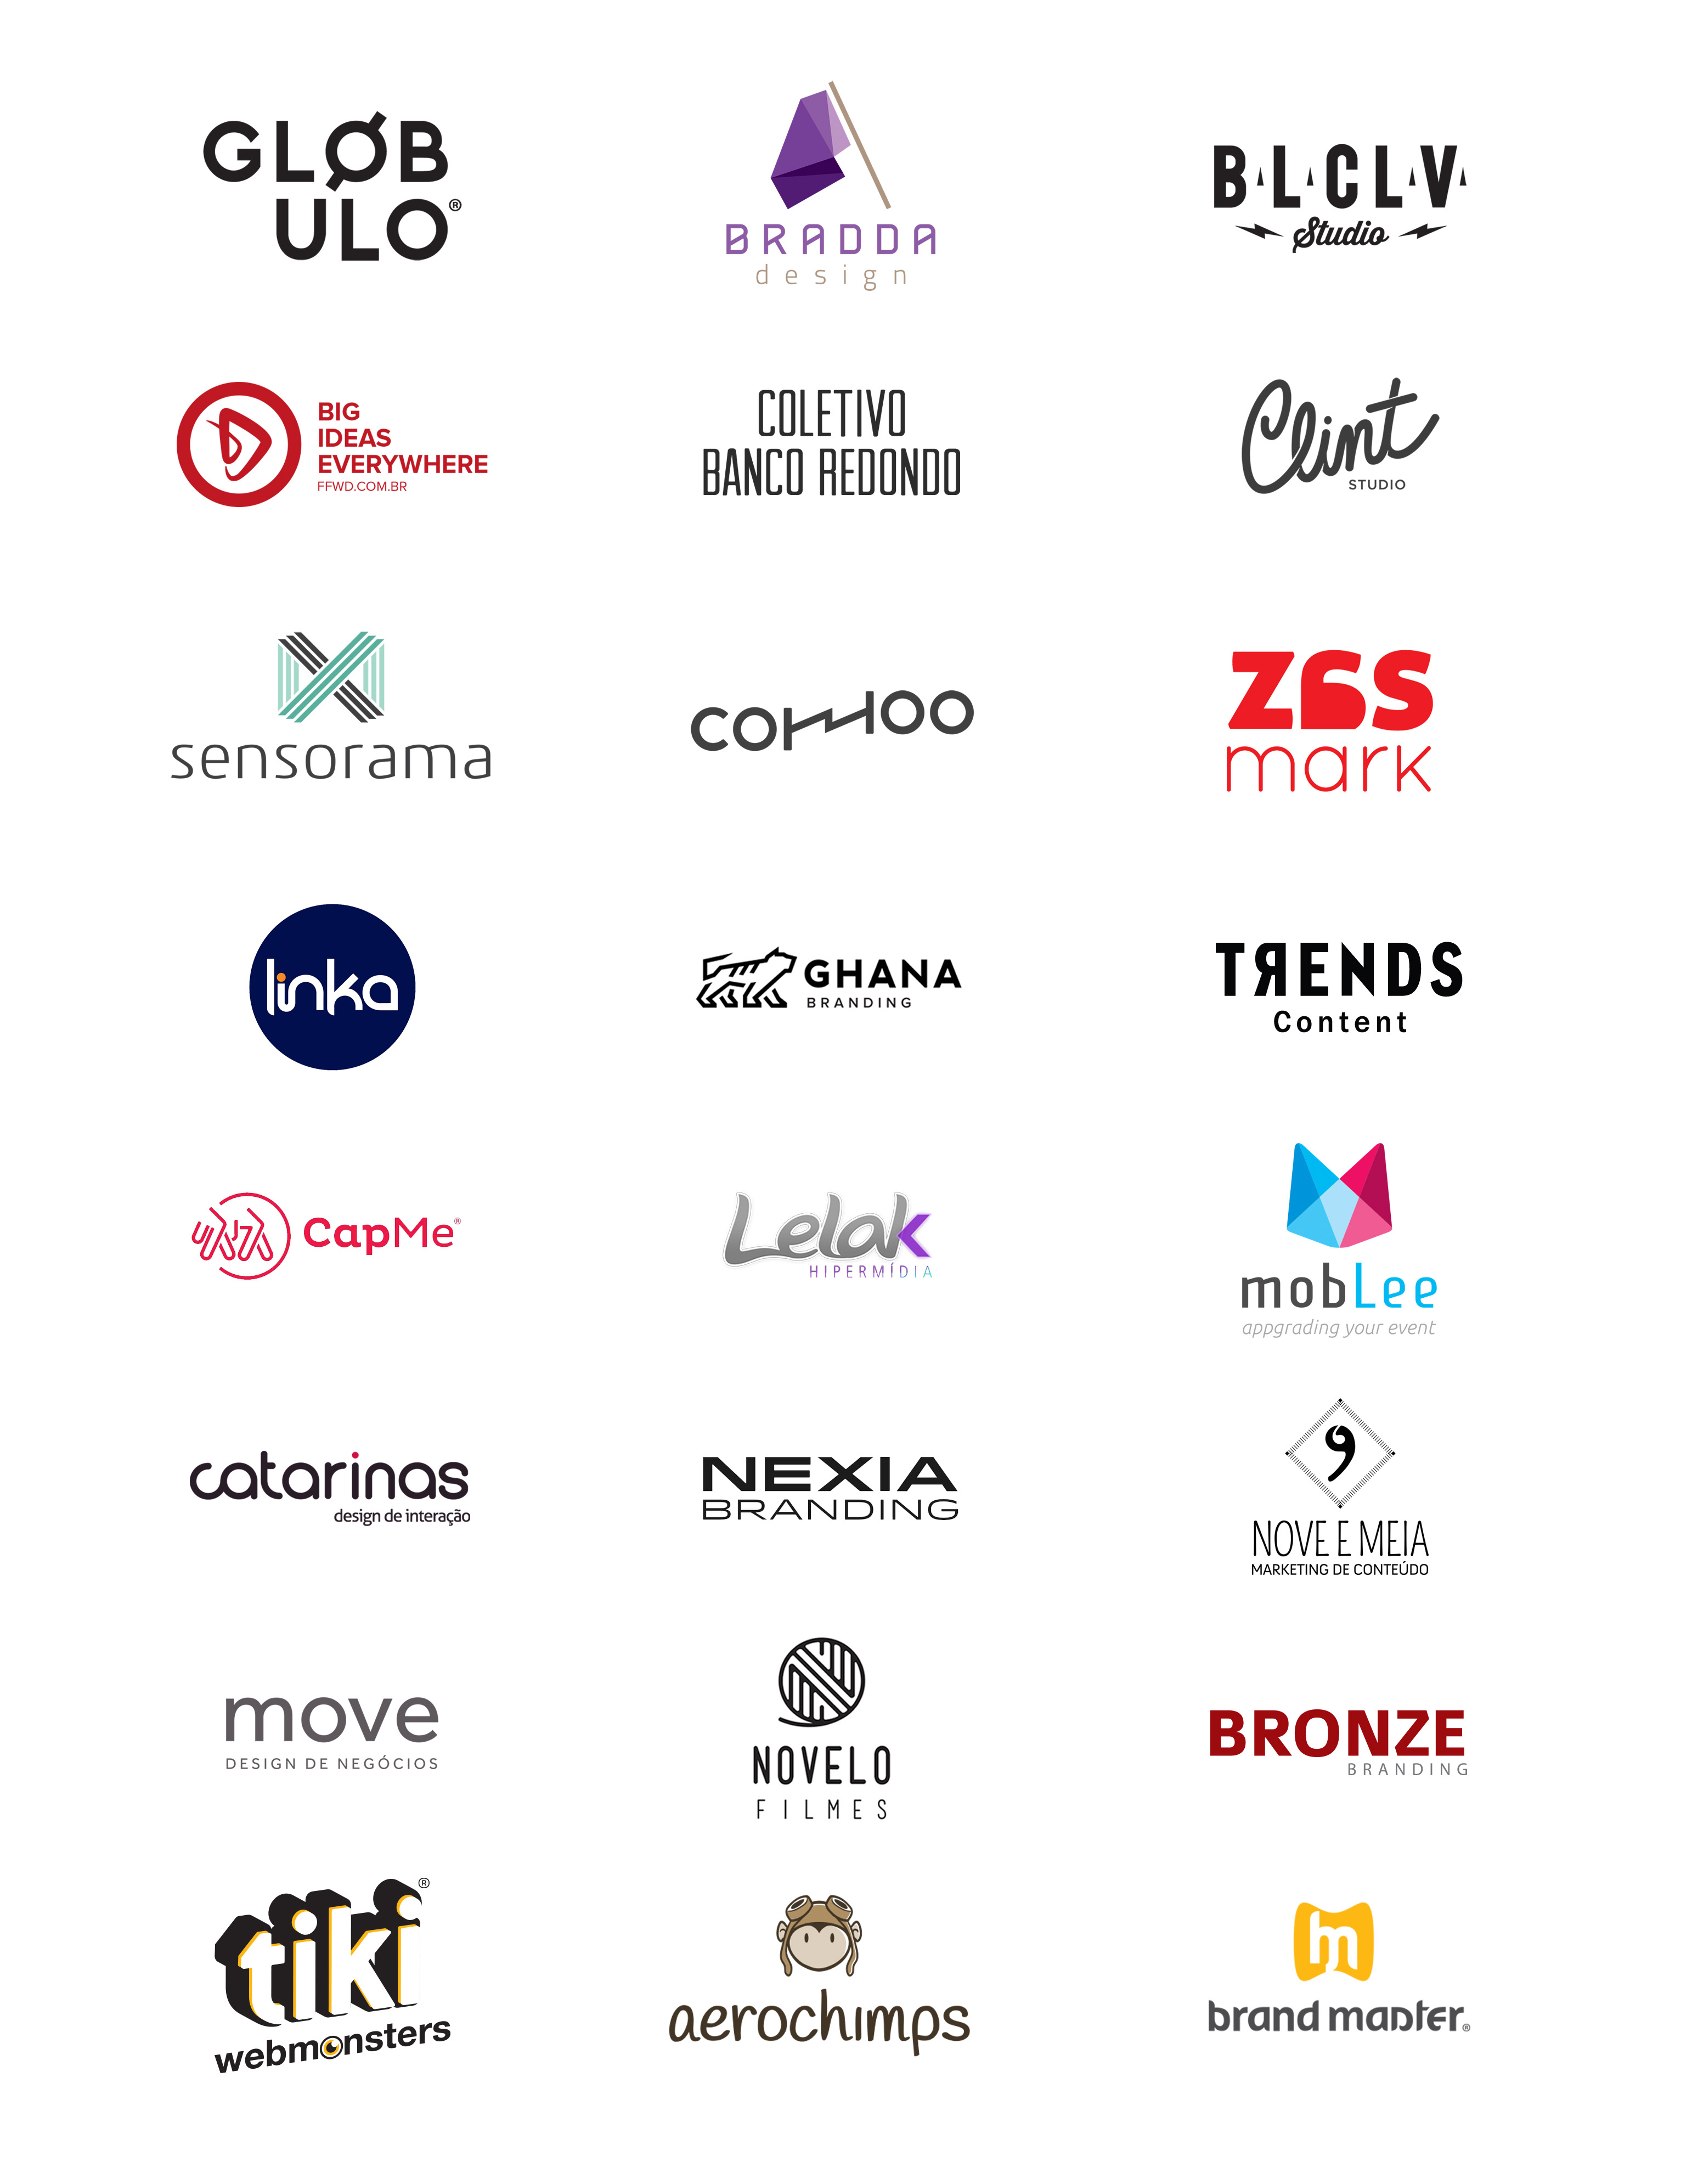 GLØB
ULO®
BRADDA
design
BALACLAVA
Studio
BIG
IDEAS
EVERYWHERE
FFWD.COM.BR
COLETIVO
BANCO REDONDO
Clint
STUDIO
sensorama
mark
linka
GHANA
BRANDING
TRENDS
Content
CapMe®
Lelak
HIPERMÍDIA
mobLee
appgrading your event
catarinas
design de interação
NEXIA
BRANDING
9
NOVE E MEIA
MARKETING DE CONTEÚDO
move
DESIGN DE NEGÓCIOS
NOVELO
FILMES
BRONZE
BRANDING
tiki®
webmonsters
aerochimps
brand master®